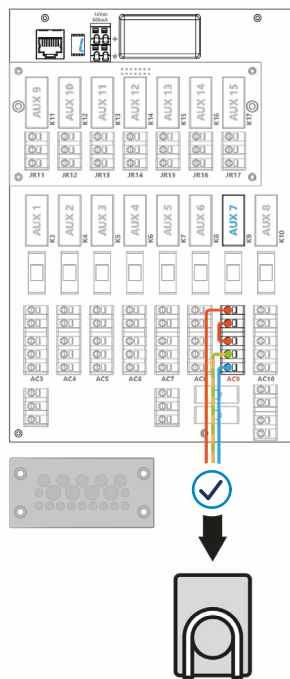 12Vdc
500mA
+
L
AUX 9
K11
AUX 10
K12
AUX 11
K13
AUX 12
K14
AUX 13
K15
AUX 14
K16
AUX 15
K17
JR11
JR12
JR13
JR14
JR15
JR16
JR17
AUX 1
K3
AUX 2
K4
AUX 3
K5
AUX 4
K6
AUX 5
K7
AUX 6
K8
AUX 7
K9
AUX 8
K10
AC3
AC4
AC5
AC6
AC7
AC9
AC10